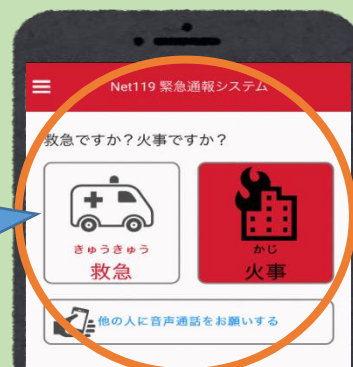 Net119 緊急通報システム
救急ですか？火事ですか？
きゅうきゅう
救急
かじ
火事
他の人に音声通話をお願いする